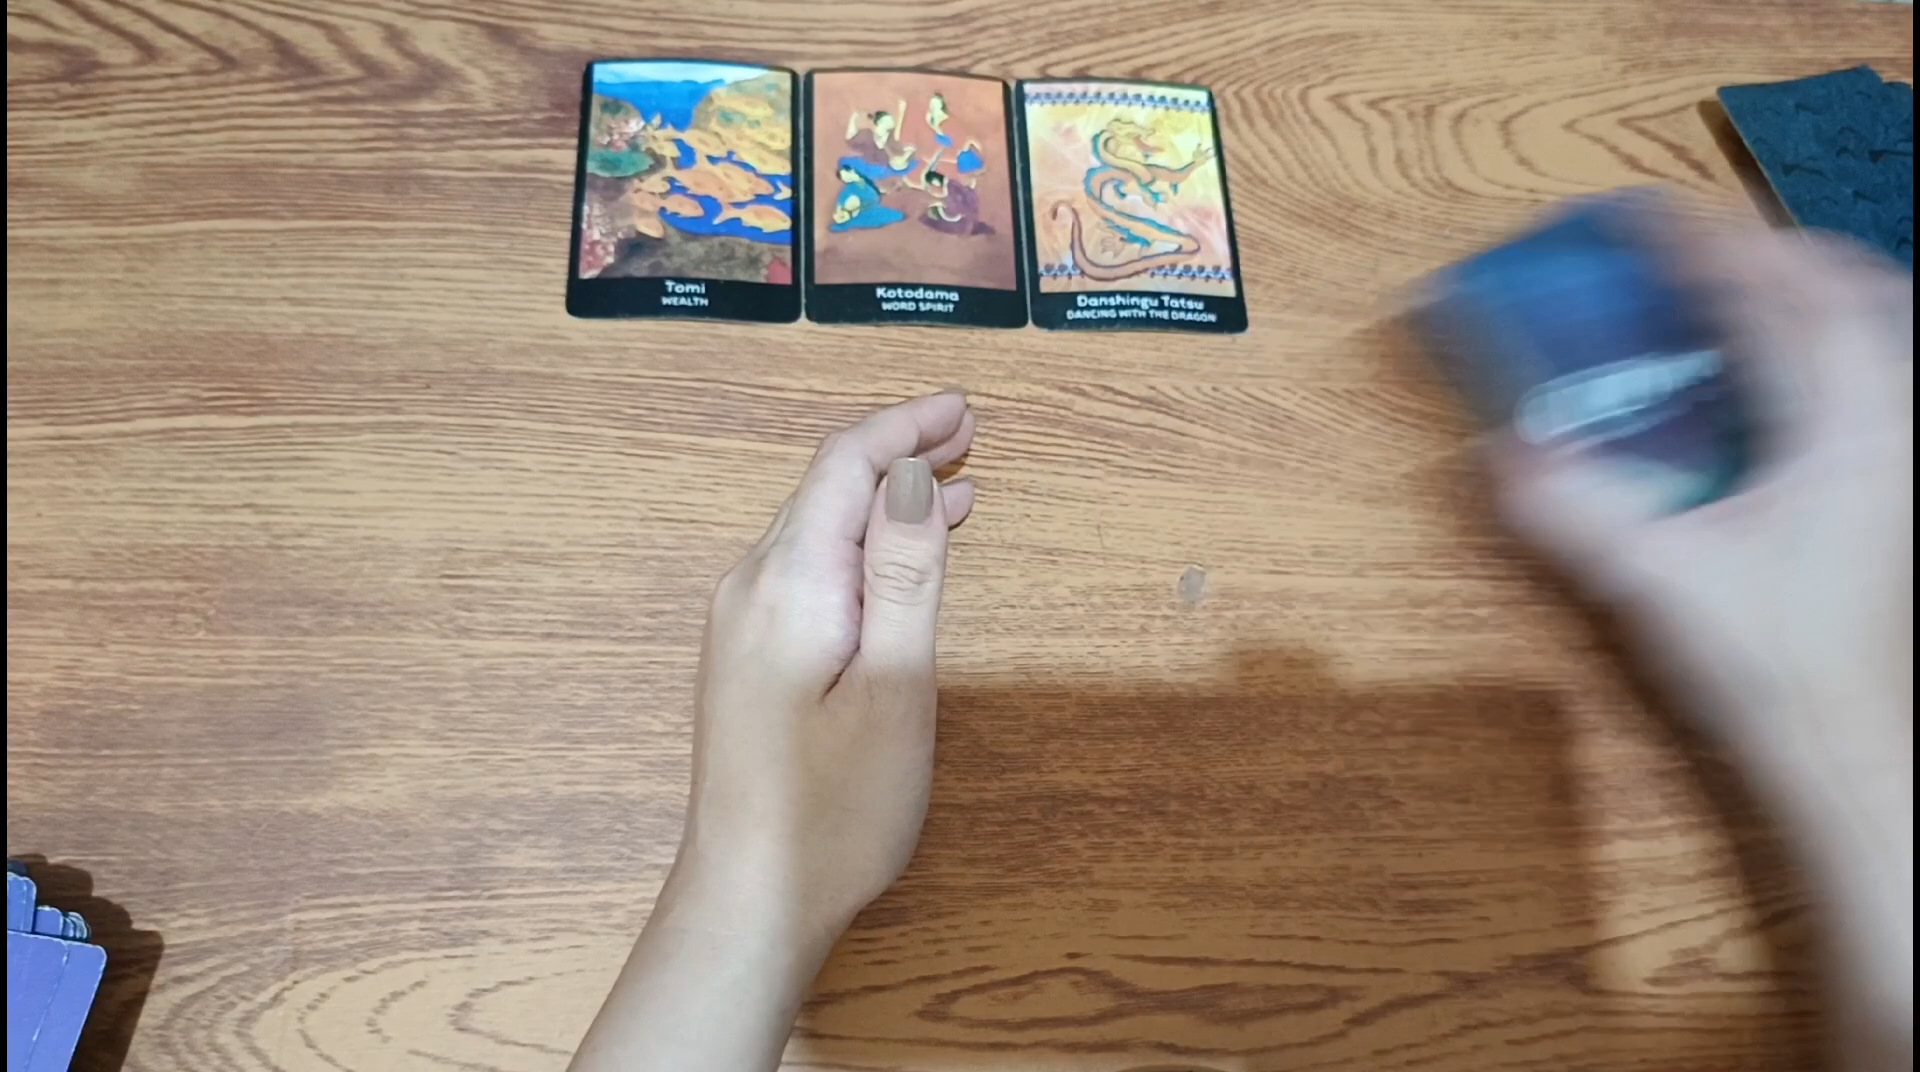 Tomi
WEALTH
Kotodama
WORD SPIRIT
Danshingu Tatsu
DANCING WITH THE DRAGON